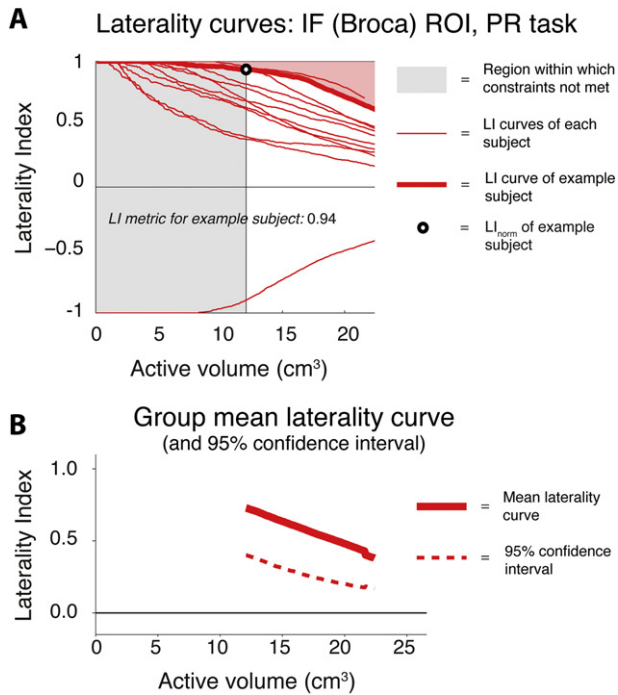 A
Laterality curves: IF (Broca) ROI, PR task
Laterality Index
1
0.5
0
−0.5
-1
LI metric for example subject: 0.94
0 5 10 15 20
Active volume (cm³)
= Region within which
constraints not met
= LI curves of each
subject
= LI curve of example
subject
= LInorm of example
subject
B
Group mean laterality curve
(and 95% confidence interval)
Laterality Index
1.0
0.5
0.0
0 5 10 15 20 25
Active volume (cm³)
= Mean laterality
curve
= 95% confidence
interval